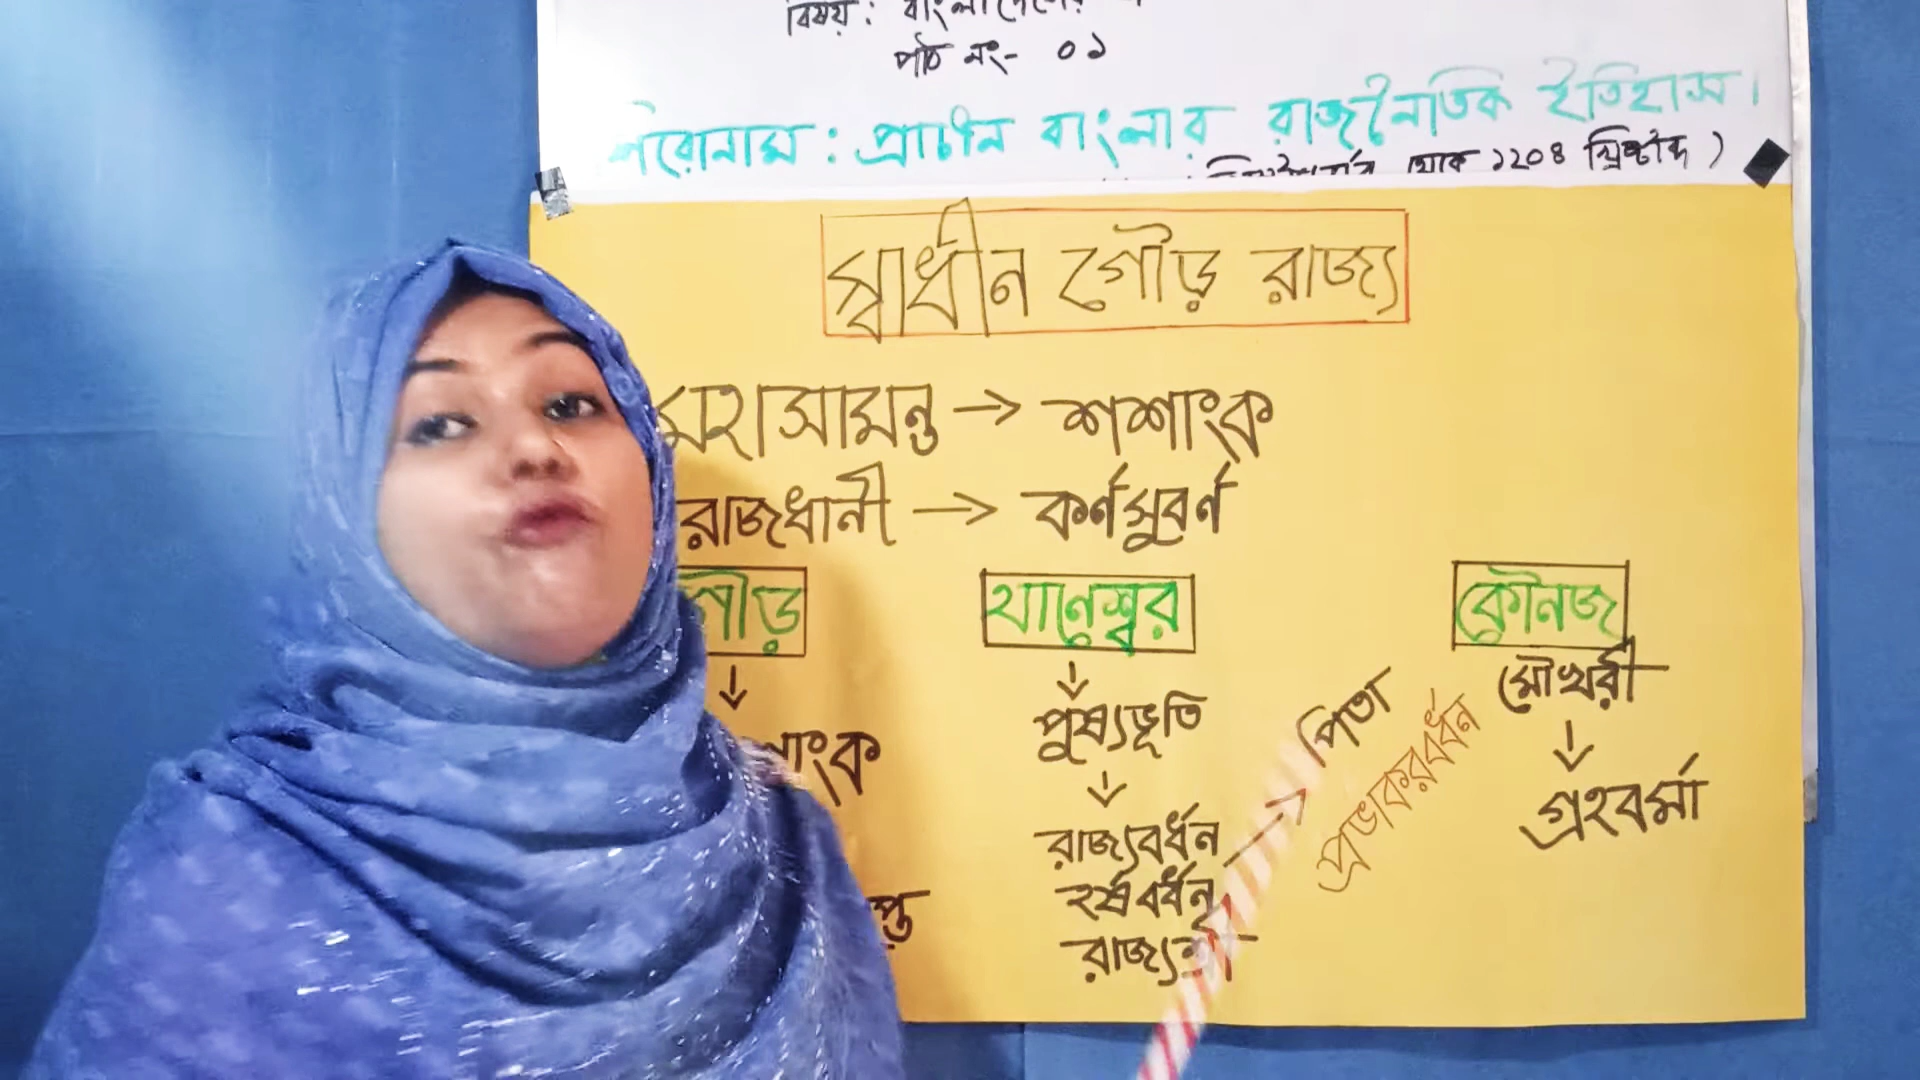 বিষয়: বাংলাদেশের
পাঠ নং- ০১
শিরোনাম: প্রাচীন বাংলার রাজনৈতিক ইতিহাস।
থেকে ১২০৪ খ্রিষ্টাব্দ )
স্বাধীন গৌড় রাজ্য
মহাসামন্ত → শশাংক
রাজধানী → কর্ণসুবর্ণ
গৌড় থানেশ্বর কৌনজ
↓ ↓ মৌখরী
পুষ্যভূতি → পিতা ↓
↓ প্রভাকরবর্ধন গ্রহবর্মা
রাজ্যবর্ধন
হর্ষবর্ধন
রাজ্যশ্রী